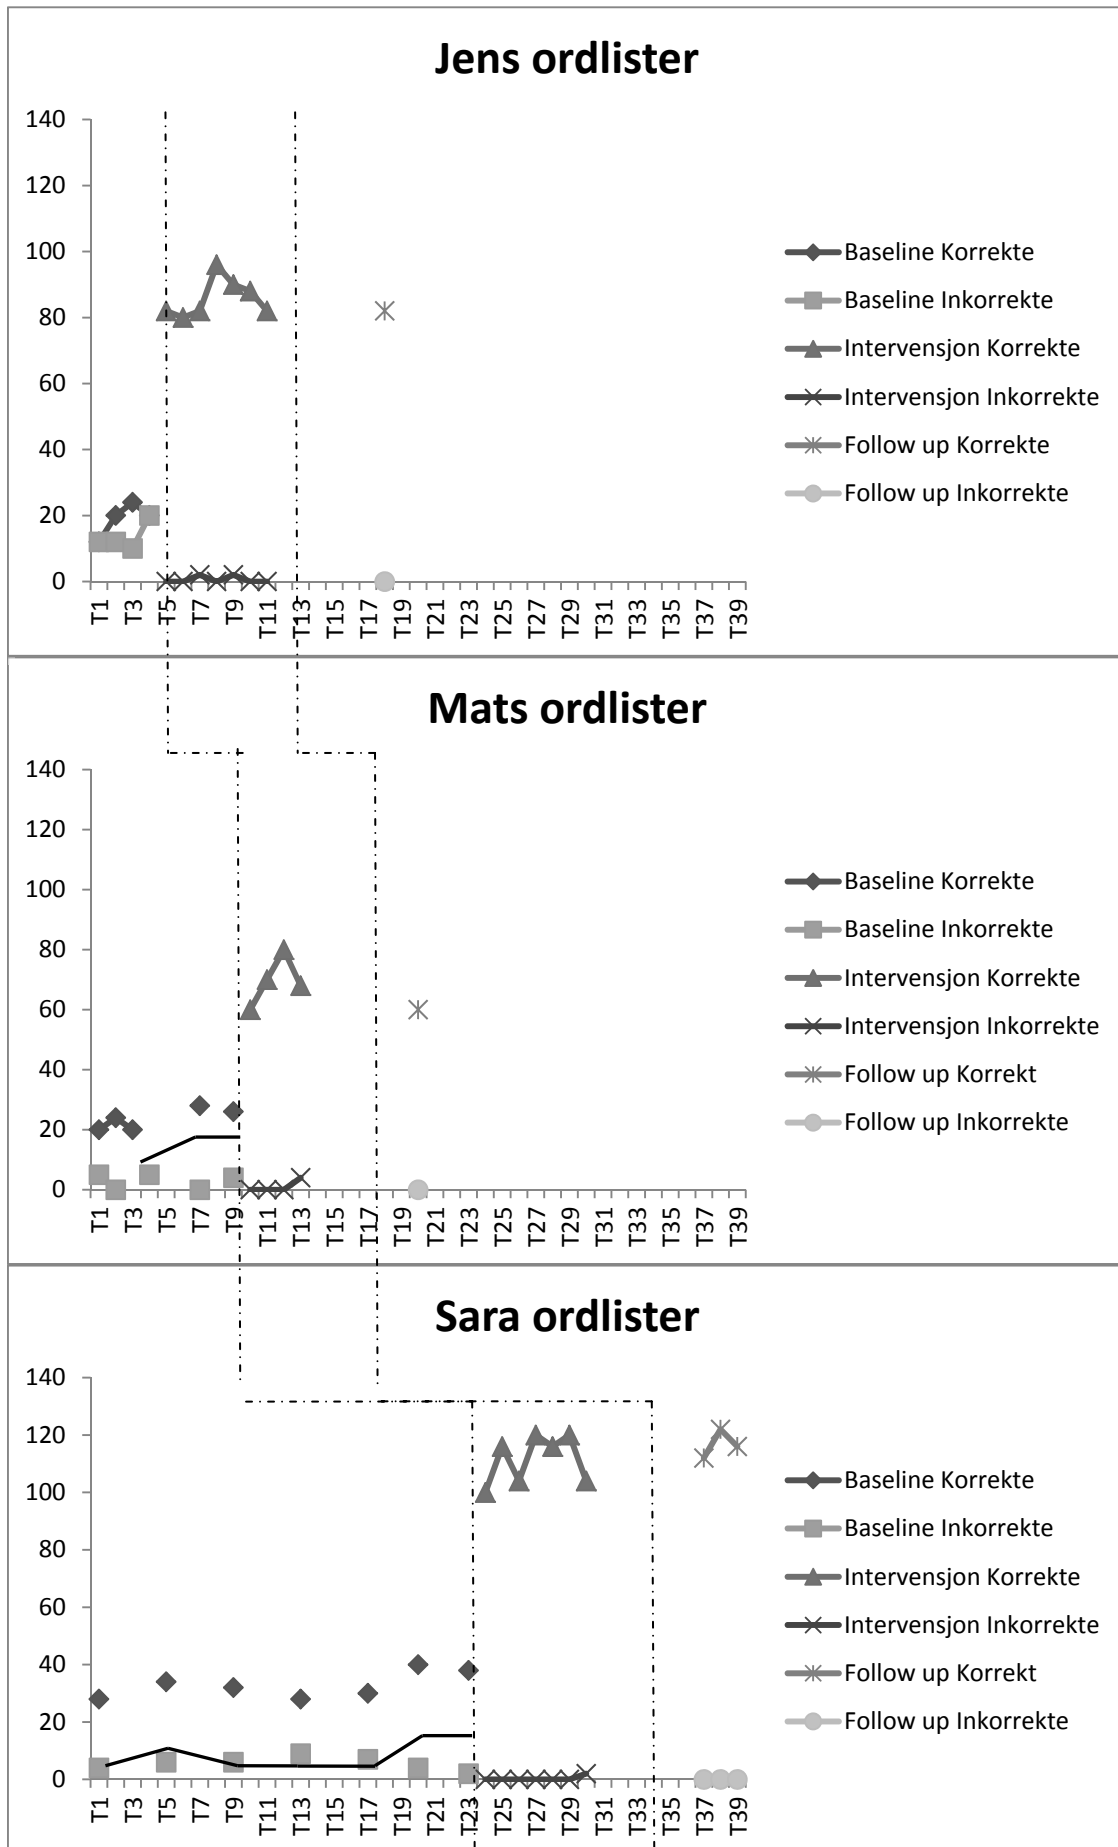 Jens ordlister
140
120
100
80
60
40
20
0
T1 T3 T5 T7 T9 T11 T13 T15 T17 T19 T21 T23 T25 T27 T29 T31 T33 T35 T37 T39
Baseline Korrekte
Baseline Inkorrekte
Intervensjon Korrekte
Intervensjon Inkorrekte
Follow up Korrekte
Follow up Inkorrekte
Mats ordlister
140
120
100
80
60
40
20
0
T1 T3 T5 T7 T9 T11 T13 T15 T17 T19 T21 T23 T25 T27 T29 T31 T33 T35 T37 T39
Baseline Korrekte
Baseline Inkorrekte
Intervensjon Korrekte
Intervensjon Inkorrekte
Follow up Korrekt
Follow up Inkorrekte
Sara ordlister
140
120
100
80
60
40
20
0
T1 T3 T5 T7 T9 T11 T13 T15 T17 T19 T21 T23 T25 T27 T29 T31 T33 T35 T37 T39
Baseline Korrekte
Baseline Inkorrekte
Intervensjon Korrekte
Intervensjon Inkorrekte
Follow up Korrekt
Follow up Inkorrekte